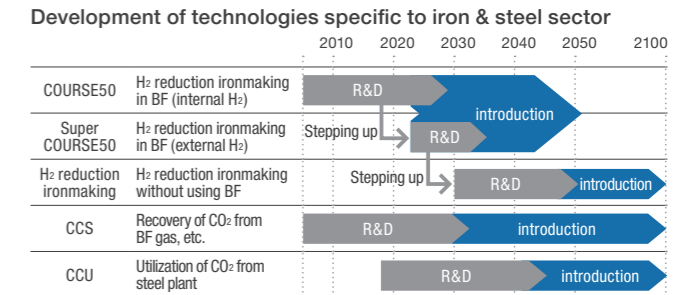 Development of technologies specific to iron & steel sector
2010 2020 2030 2040 2050 2100
COURSE50
H2 reduction ironmaking
in BF (internal H2)
R&D
introduction
Super
COURSE50
H2 reduction ironmaking
in BF (external H2)
Stepping up
R&D
H2 reduction
ironmaking
H2 reduction ironmaking
without using BF
Stepping up
R&D
introduction
CCS
Recovery of CO2 from
BF gas, etc.
R&D
introduction
CCU
Utilization of CO2 from
steel plant
R&D
introduction